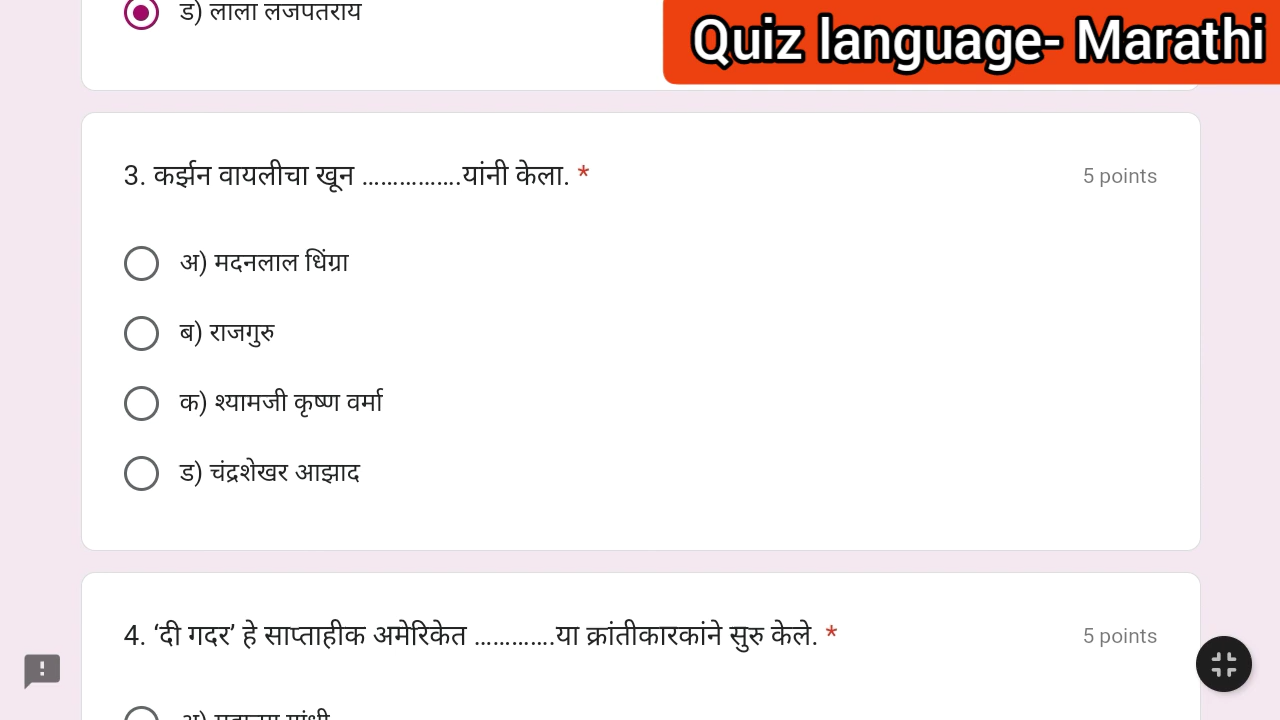 ड) लाला लजपतराय
Quiz language- Marathi
3. कर्झन वायलीचा खून …………….यांनी केला. *
5 points
अ) मदनलाल धिंग्रा
ब) राजगुरु
क) श्यामजी कृष्ण वर्मा
ड) चंद्रशेखर आझाद
4. ‘दी गदर’ हे साप्ताहीक अमेरिकेत ………….या क्रांतीकारकांने सुरु केले. *
5 points